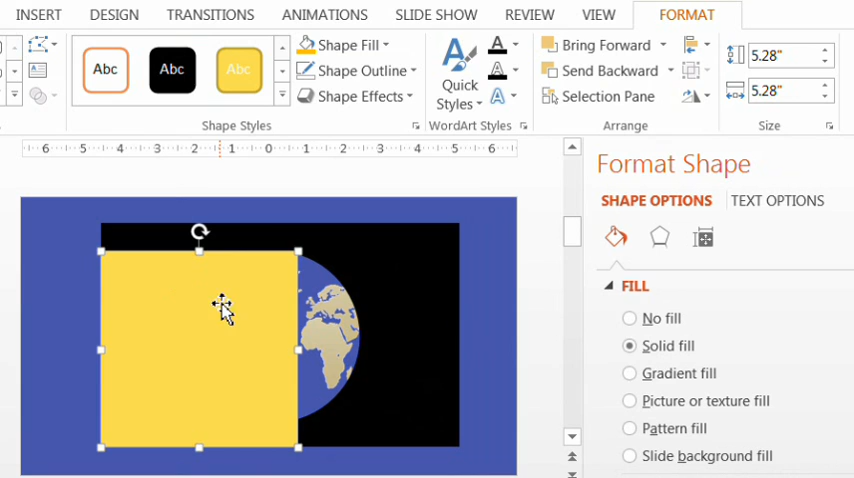 INSERT DESIGN TRANSITIONS ANIMATIONS SLIDE SHOW REVIEW VIEW FORMAT
Abc Abc Abc
Shape Fill
Shape Outline
Shape Effects
Shape Styles
Quick
Styles
WordArt Styles
Bring Forward
Send Backward
Selection Pane
Arrange
5.28"
5.28"
Size
6 5 4 3 2 1 0 1 2 3 4 5 6
Format Shape
SHAPE OPTIONS TEXT OPTIONS
FILL
No fill
Solid fill
Gradient fill
Picture or texture fill
Pattern fill
Slide background fill